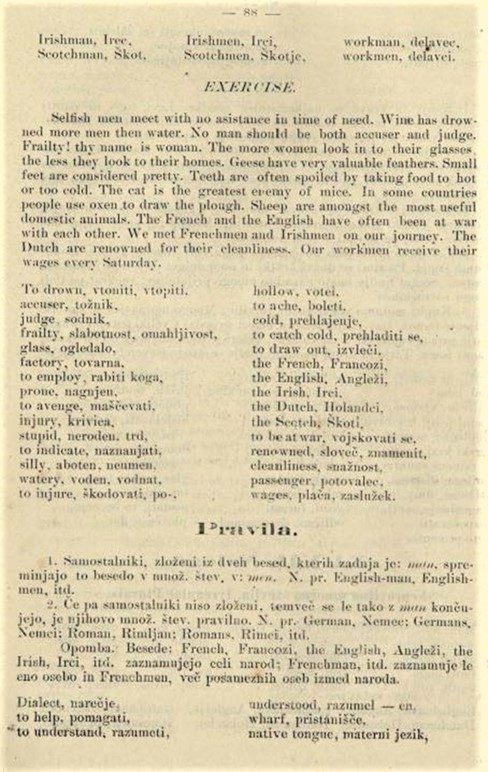 — 88 —
Irishman, Irec, Irishmen, Irci, workman, delavec,
Scotchman, Škot, Scotchmen, Škotje, workmen, delavci.
EXERCISE.
Selfish men meet with no asistance in time of need. Wine has drow-
ned more men then water. No man should be both accuser and judge.
Frailty! thy name is woman. The more women look in to their glasses,
the less they look to their homes. Geese have very valuable feathers. Small
feet are considered pretty. Teeth are often spoiled by taking food to hot
or too cold. The cat is the greatest enemy of mice. In some countries
people use oxen to draw the plough. Sheep are amongst the most useful
domestic animals. The French and the English have often been at war
with each other. We met Frenchmen and Irishmen on our journey. The
Dutch are renowned for their cleanliness. Our workmen receive their
wages every Saturday.
To drown, vtoniti, vtopiti,
accuser, tožnik,
judge, sodnik,
frailty, slabotnost, omahljivost,
glass, ogledalo,
factory, tovarna,
to employ, rabiti koga,
prone, nagnjen,
to avenge, maščevati,
injury, krivica,
stupid, neroden, trd,
to indicate, naznanjati,
silly, aboten, neumen,
watery, voden, vodnat,
to injure, škodovati, po-,
hollow, votel,
to ache, boleti,
cold, prehlajenje,
to catch cold, prehladiti se,
to draw out, izvleči,
the French, Francozi,
the English, Angleži,
the Irish, Irci,
the Dutch, Holandci,
the Scotch, Škoti,
to be at war, vojskovati se,
renowned, sloveč, znamenit,
cleanliness, snažnost,
passenger, potovalec,
wages, plača, zaslužek.
Pravila.
1. Samostalniki, zloženi iz dveh besed, kterih zadnja je: man, spre-
minjajo to besedo v množ. štev. v: men. N. pr. English-man, English-
men, itd.
2. Če pa samostalniki niso zloženi, temveč se le tako z man konču-
jejo, je njihovo množ. štev. pravilno. N. pr. German, Nemec; Germans,
Nemci; Roman, Rimljan; Romans, Rimci, itd.
Opomba. Besede: French, Francozi, the English, Angleži, the
Irish, Irci, itd. zaznamujejo celi narod; Frenchman, itd. zaznamuje le
eno osebo in Frenchmen, več posameznih oseb izmed naroda.
Dialect, narečje,
to help, pomagati,
to understand, razumeti,
understood, razumel — en,
wharf, pristanišče,
native tongue, materni jezik,